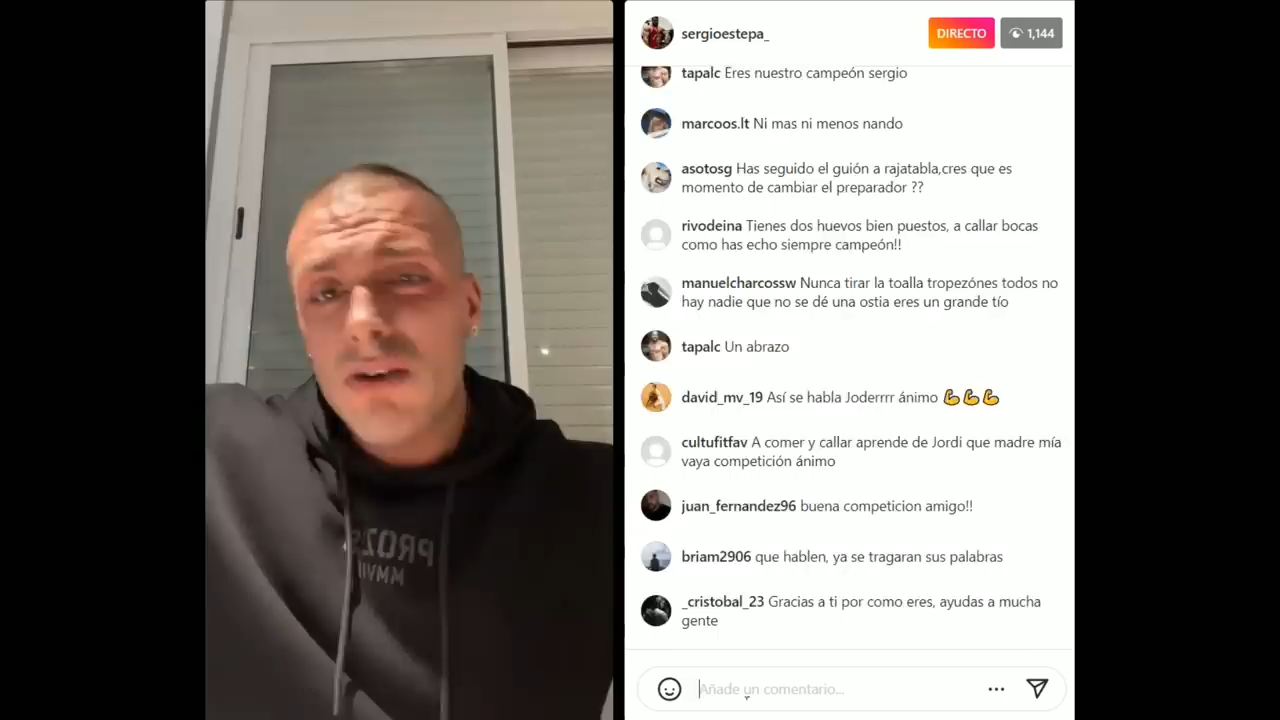 sergioestepa_
DIRECTO
1,144
tapalc Eres nuestro campeón sergio
marcoos.lt Ni mas ni menos nando
asotosg Has seguido el guión a rajatabla,cres que es
momento de cambiar el preparador ??
rivodeina Tienes dos huevos bien puestos, a callar bocas
como has echo siempre campeón!!
manuelcharcossw Nunca tirar la toalla tropezónes todos no
hay nadie que no se dé una ostia eres un grande tío
tapalc Un abrazo
david_mv_19 Así se habla Joderrrr ánimo 💪💪💪
cultufitfav A comer y callar aprende de Jordi que madre mía
vaya competición ánimo
juan_fernandez96 buena competicion amigo!!
briam2906 que hablen, ya se tragaran sus palabras
_cristobal_23 Gracias a ti por como eres, ayudas a mucha
gente
Añade un comentario...